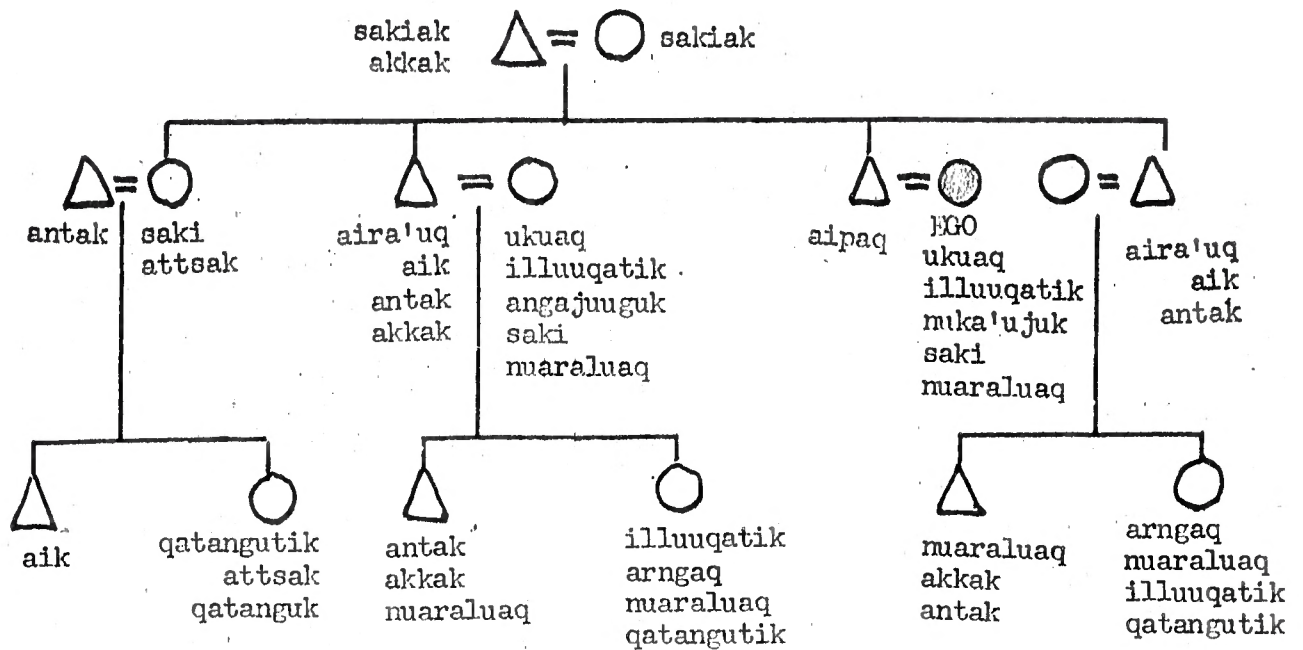 sakiak
akkak
sakiak
antak
saki
attsak
aira'uq
aik
antak
akkak
ukuaq
illuuqatik
angajuuguk
saki
nuaraluaq
aipaq
EGO
ukuaq
illuuqatik
nuka'ujuk
saki
nuaraluaq
aira'uq
aik
antak
aik
qatangutik
attsak
qatanguk
antak
akkak
nuaraluaq
illuuqatik
arngaq
nuaraluaq
qatangutik
nuaraluaq
akkak
antak
arngaq
nuaraluaq
illuuqatik
qatangutik